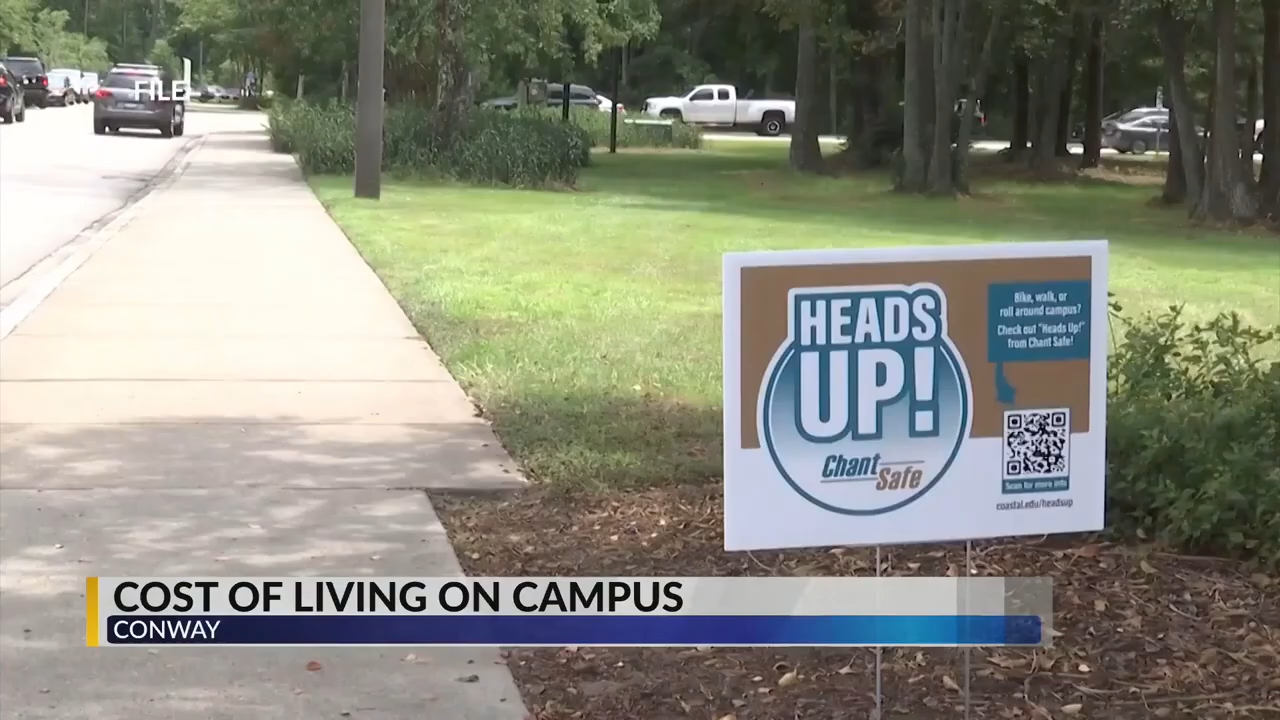 FILE
HEADS
UP!
Chant
Safe
Bike, walk, or
roll around campus?
Check out "Heads Up!"
from Chant Safe!
Scan for more info
coastal.edu/headsup
COST OF LIVING ON CAMPUS
CONWAY